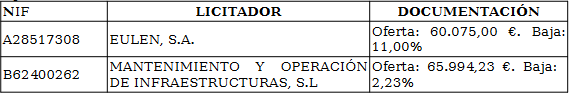 NIF LICITADOR DOCUMENTACIÓN
A28517308 EULEN, S.A. Oferta: 60.075,00 €. Baja: 11,00%
B62400262 MANTENIMIENTO Y OPERACIÓN DE INFRAESTRUCTURAS, S.L Oferta: 65.994,23 €. Baja: 2,23%